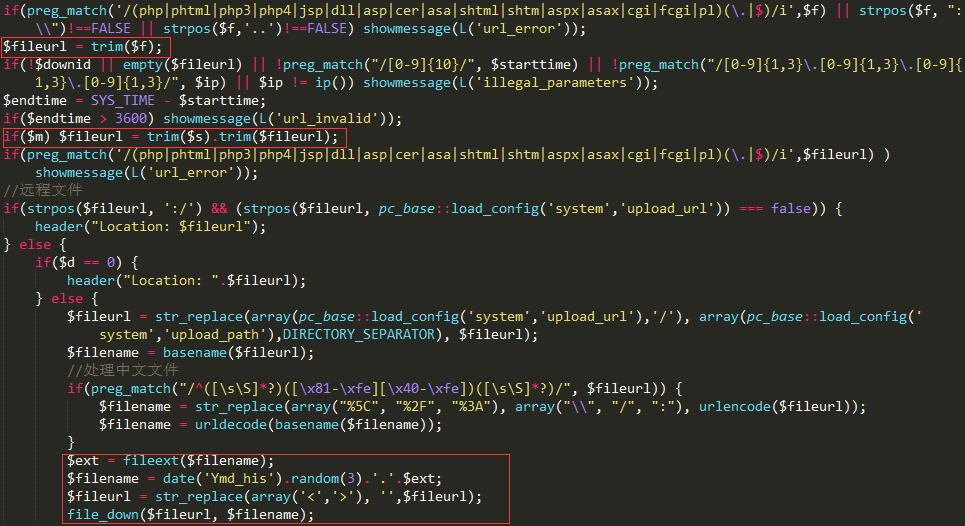 if(preg_match('/(php|phtml|php3|php4|jsp|dll|asp|cer|asa|shtml|shtm|aspx|asax|cgi|fcgi|pl)(\.|$)/i',$f) || strpos($f, ":
\\")!==FALSE || strpos($f,'..')!==FALSE) showmessage(L('url_error'));
$fileurl = trim($f);
if(!$downid || empty($fileurl) || !preg_match("/[0-9]{10}/", $starttime) || !preg_match("/[0-9]{1,3}\.[0-9]{1,3}\.[0-9]{
1,3}\.[0-9]{1,3}/", $ip) || $ip != ip()) showmessage(L('illegal_parameters'));
$endtime = SYS_TIME - $starttime;
if($endtime > 3600) showmessage(L('url_invalid'));
if($m) $fileurl = trim($s).trim($fileurl);
if(preg_match('/(php|phtml|php3|php4|jsp|dll|asp|cer|asa|shtml|shtm|aspx|asax|cgi|fcgi|pl)(\.|$)/i',$fileurl) )
showmessage(L('url_error'));
//远程文件
if(strpos($fileurl, ':/') && (strpos($fileurl, pc_base::load_config('system','upload_url')) === false)) {
header("Location: $fileurl");
} else {
if($d == 0) {
header("Location: ".$fileurl);
} else {
$fileurl = str_replace(array(pc_base::load_config('system','upload_url'),'/'), array(pc_base::load_config('
system','upload_path'),DIRECTORY_SEPARATOR), $fileurl);
$filename = basename($fileurl);
//处理中文文件
if(preg_match("/^([\s\S]*?)([\x81-\xfe][\x40-\xfe])([\s\S]*?)/", $fileurl)) {
$filename = str_replace(array("%5C", "%2F", "%3A"), array("\\", "/", ":"), urlencode($fileurl));
$filename = urldecode(basename($filename));
}
$ext = fileext($filename);
$filename = date('Ymd_his').random(3).'.'.$ext;
$fileurl = str_replace(array('<','>'), '',$fileurl);
file_down($fileurl, $filename);